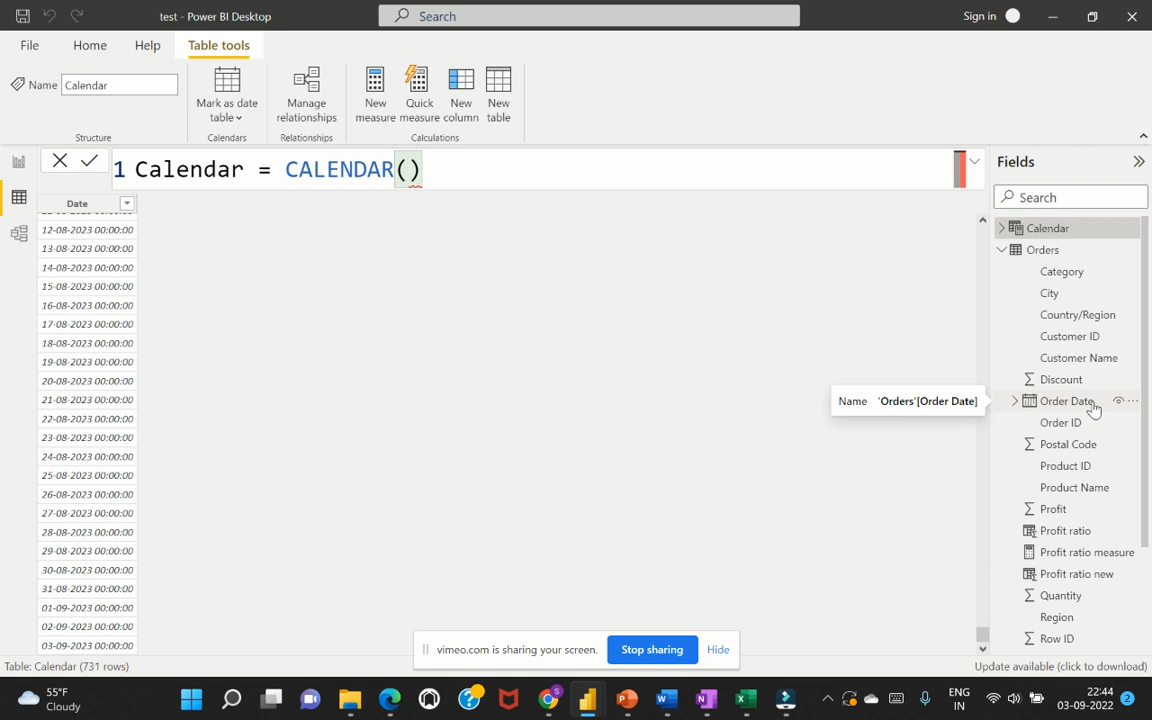 test - Power BI Desktop
Search
Sign in
File
Home
Help
Table tools
Name
Calendar
Mark as date
table
Manage
relationships
New
measure
Quick
measure
New
column
New
table
Structure
Calendars
Relationships
Calculations
1 Calendar = CALENDAR()
Fields
Search
Date
12-08-2023 00:00:00
13-08-2023 00:00:00
14-08-2023 00:00:00
15-08-2023 00:00:00
16-08-2023 00:00:00
17-08-2023 00:00:00
18-08-2023 00:00:00
19-08-2023 00:00:00
20-08-2023 00:00:00
21-08-2023 00:00:00
22-08-2023 00:00:00
23-08-2023 00:00:00
24-08-2023 00:00:00
25-08-2023 00:00:00
26-08-2023 00:00:00
27-08-2023 00:00:00
28-08-2023 00:00:00
29-08-2023 00:00:00
30-08-2023 00:00:00
31-08-2023 00:00:00
01-09-2023 00:00:00
02-09-2023 00:00:00
03-09-2023 00:00:00
Name 'Orders'[Order Date]
Calendar
Orders
Category
City
Country/Region
Customer ID
Customer Name
Discount
Order Date
Order ID
Postal Code
Product ID
Product Name
Profit
Profit ratio
Profit ratio measure
Profit ratio new
Quantity
Region
Row ID
vimeo.com is sharing your screen.
Stop sharing
Hide
Table: Calendar (731 rows)
Update available (click to download)
55°F
Cloudy
ENG
IN
22:44
03-09-2022
2